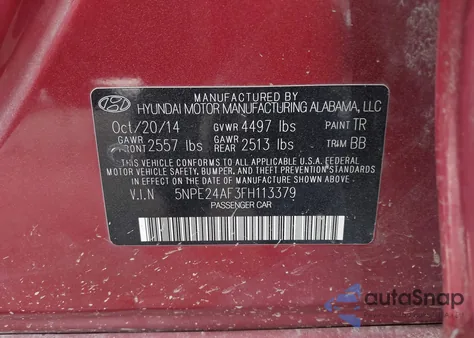 MANUFACTURED BY
HYUNDAI MOTOR MANUFACTURING ALABAMA, LLC
Oct/20/14 GVWR 4497 lbs PAINT TR
GAWR FRONT 2557 lbs GAWR REAR 2513 lbs TRIM BB
THIS VEHICLE CONFORMS TO ALL APPLICABLE U.S.A. FEDERAL
MOTOR VEHICLE SAFETY, BUMPER, AND THEFT PREVENTION STANDARDS
IN EFFECT ON THE DATE OF MANUFACTURE SHOWN ABOVE.
V.I.N 5NPE24AF3FH113379
PASSENGER CAR
autoSnap